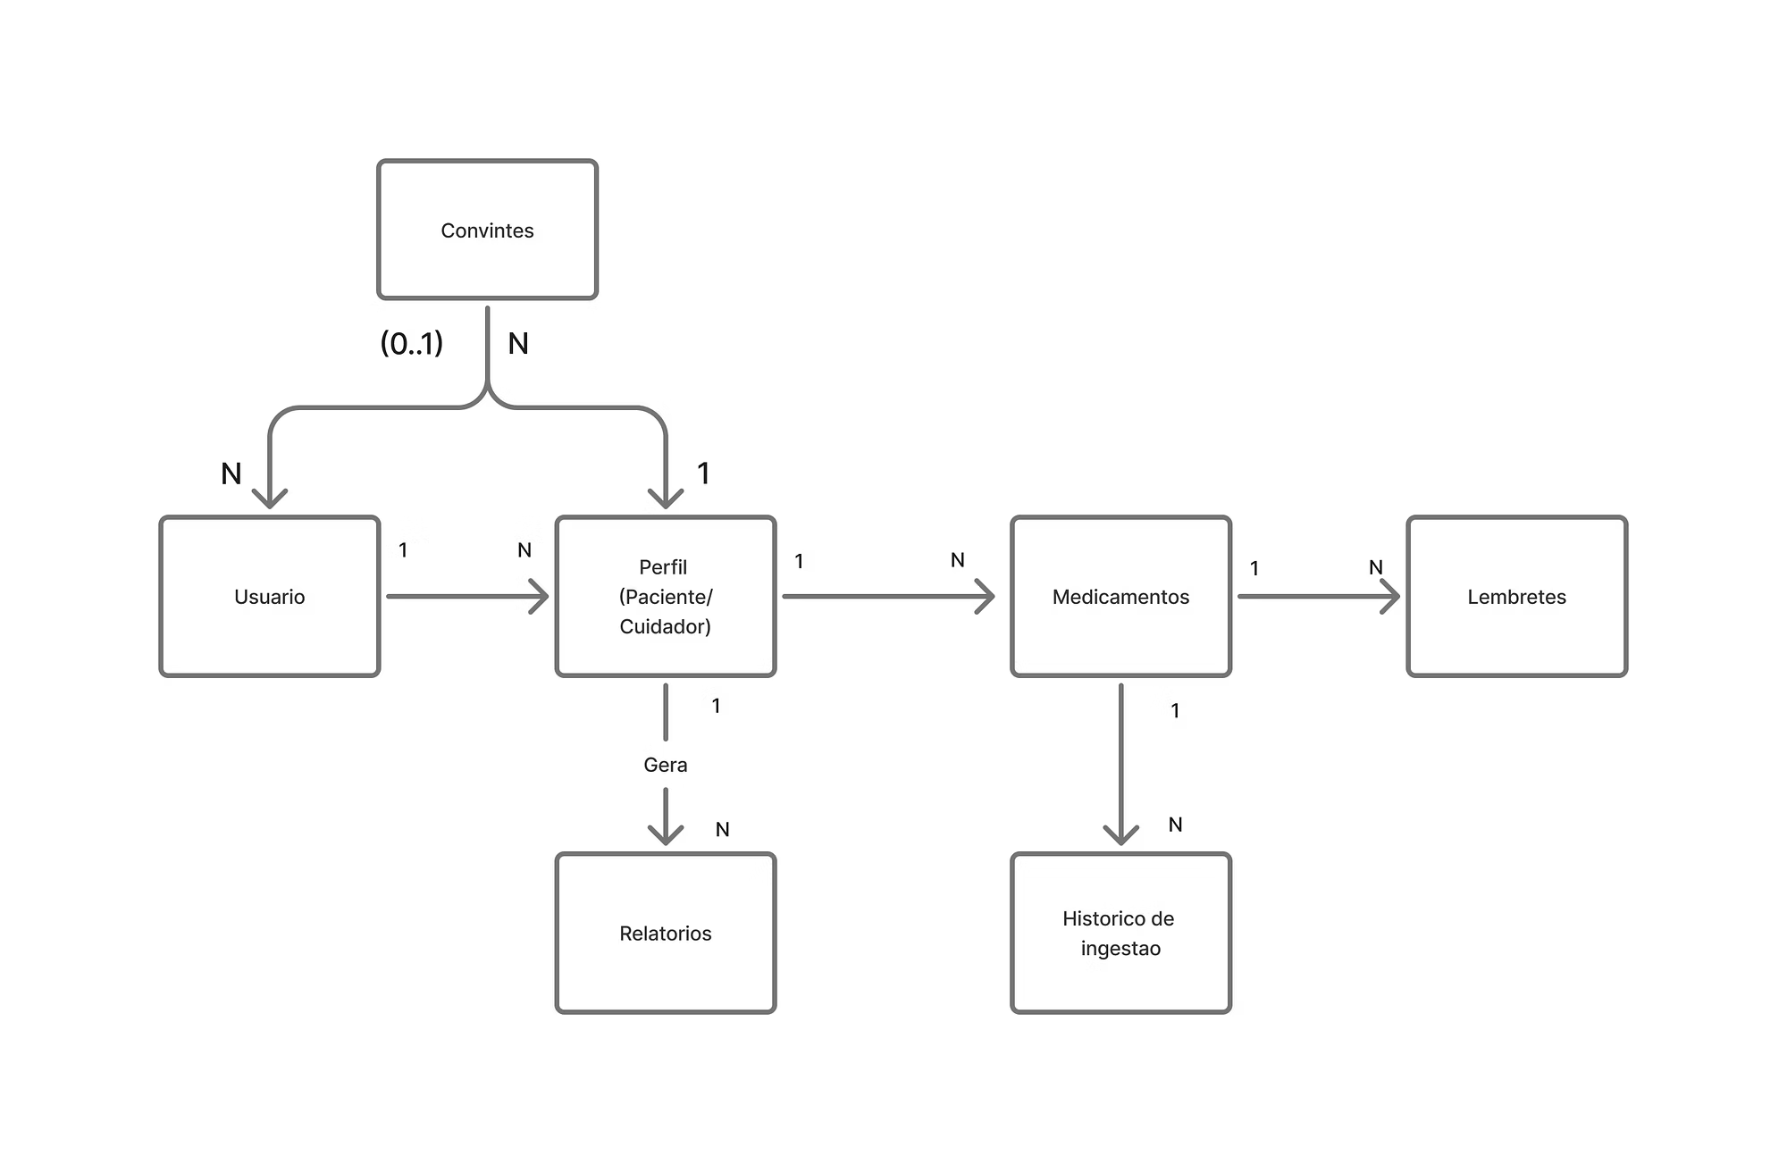 Convintes
(0..1)
N
N
1
Usuario
1
N
Perfil
(Paciente/
Cuidador)
1
N
Medicamentos
1
N
Lembretes
1
Gera
N
1
N
Relatorios
Historico de
ingestao